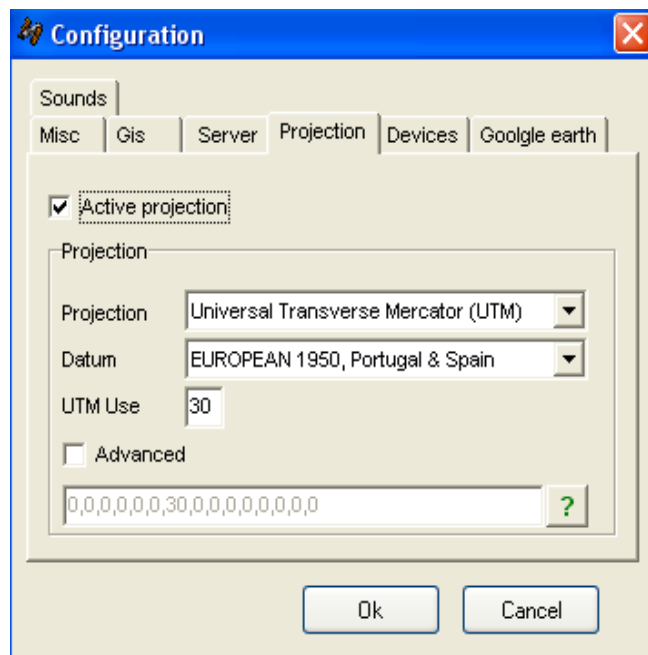 Configuration
Sounds
Misc Gis Server Projection Devices Goolgle earth
Active projection
Projection
Projection Universal Transverse Mercator (UTM)
Datum EUROPEAN 1950, Portugal & Spain
UTM Use 30
Advanced
0,0,0,0,0,0,30,0,0,0,0,0,0,0,0 ?
Ok Cancel